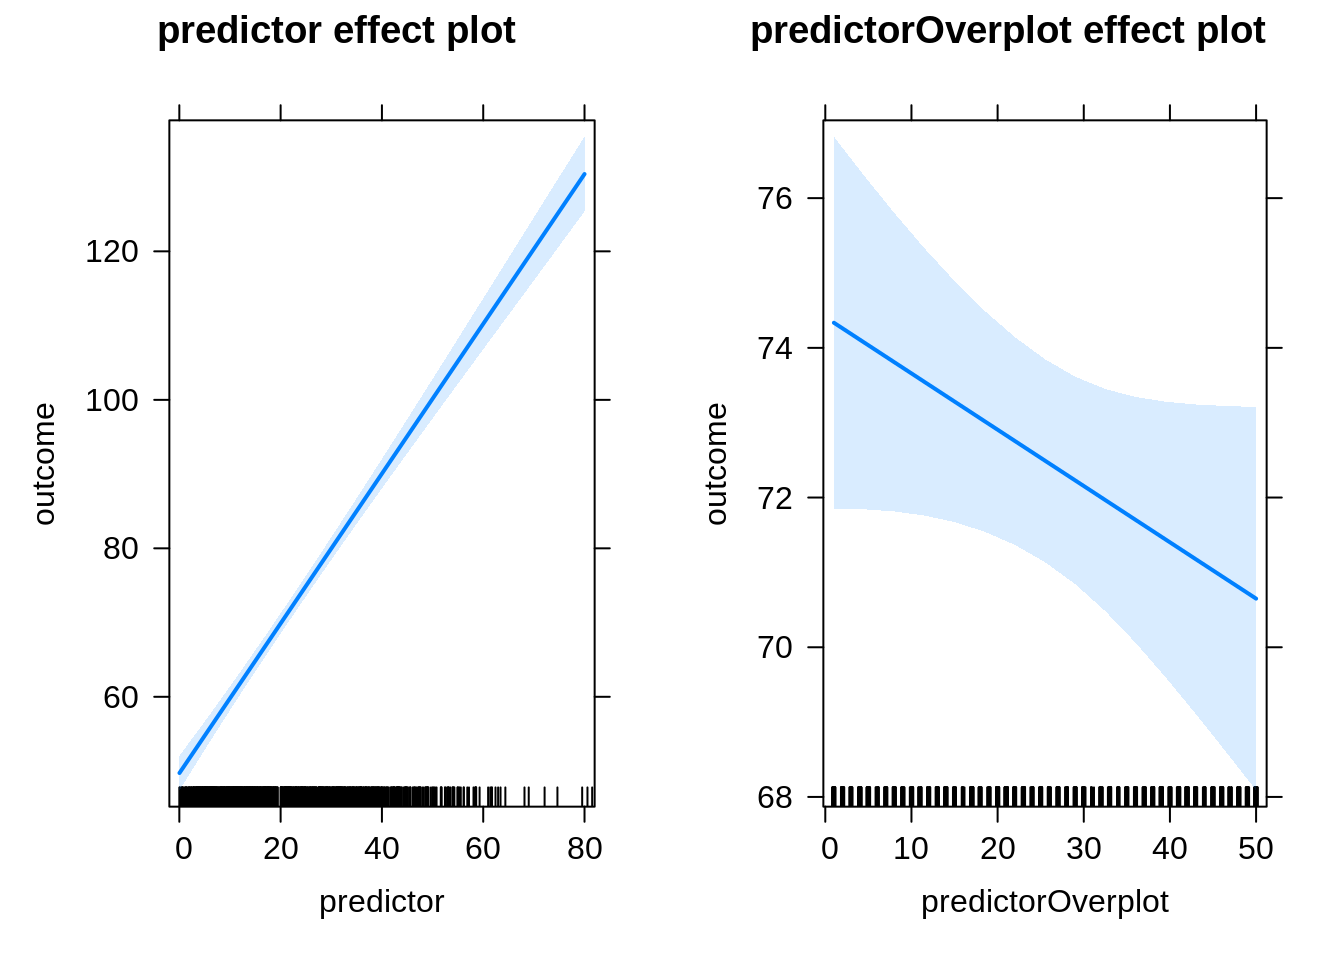 predictor effect plot
120
100
80
60
outcome
0 20 40 60 80
predictor
predictorOverplot effect plot
76
74
72
70
68
outcome
0 10 20 30 40 50
predictorOverplot